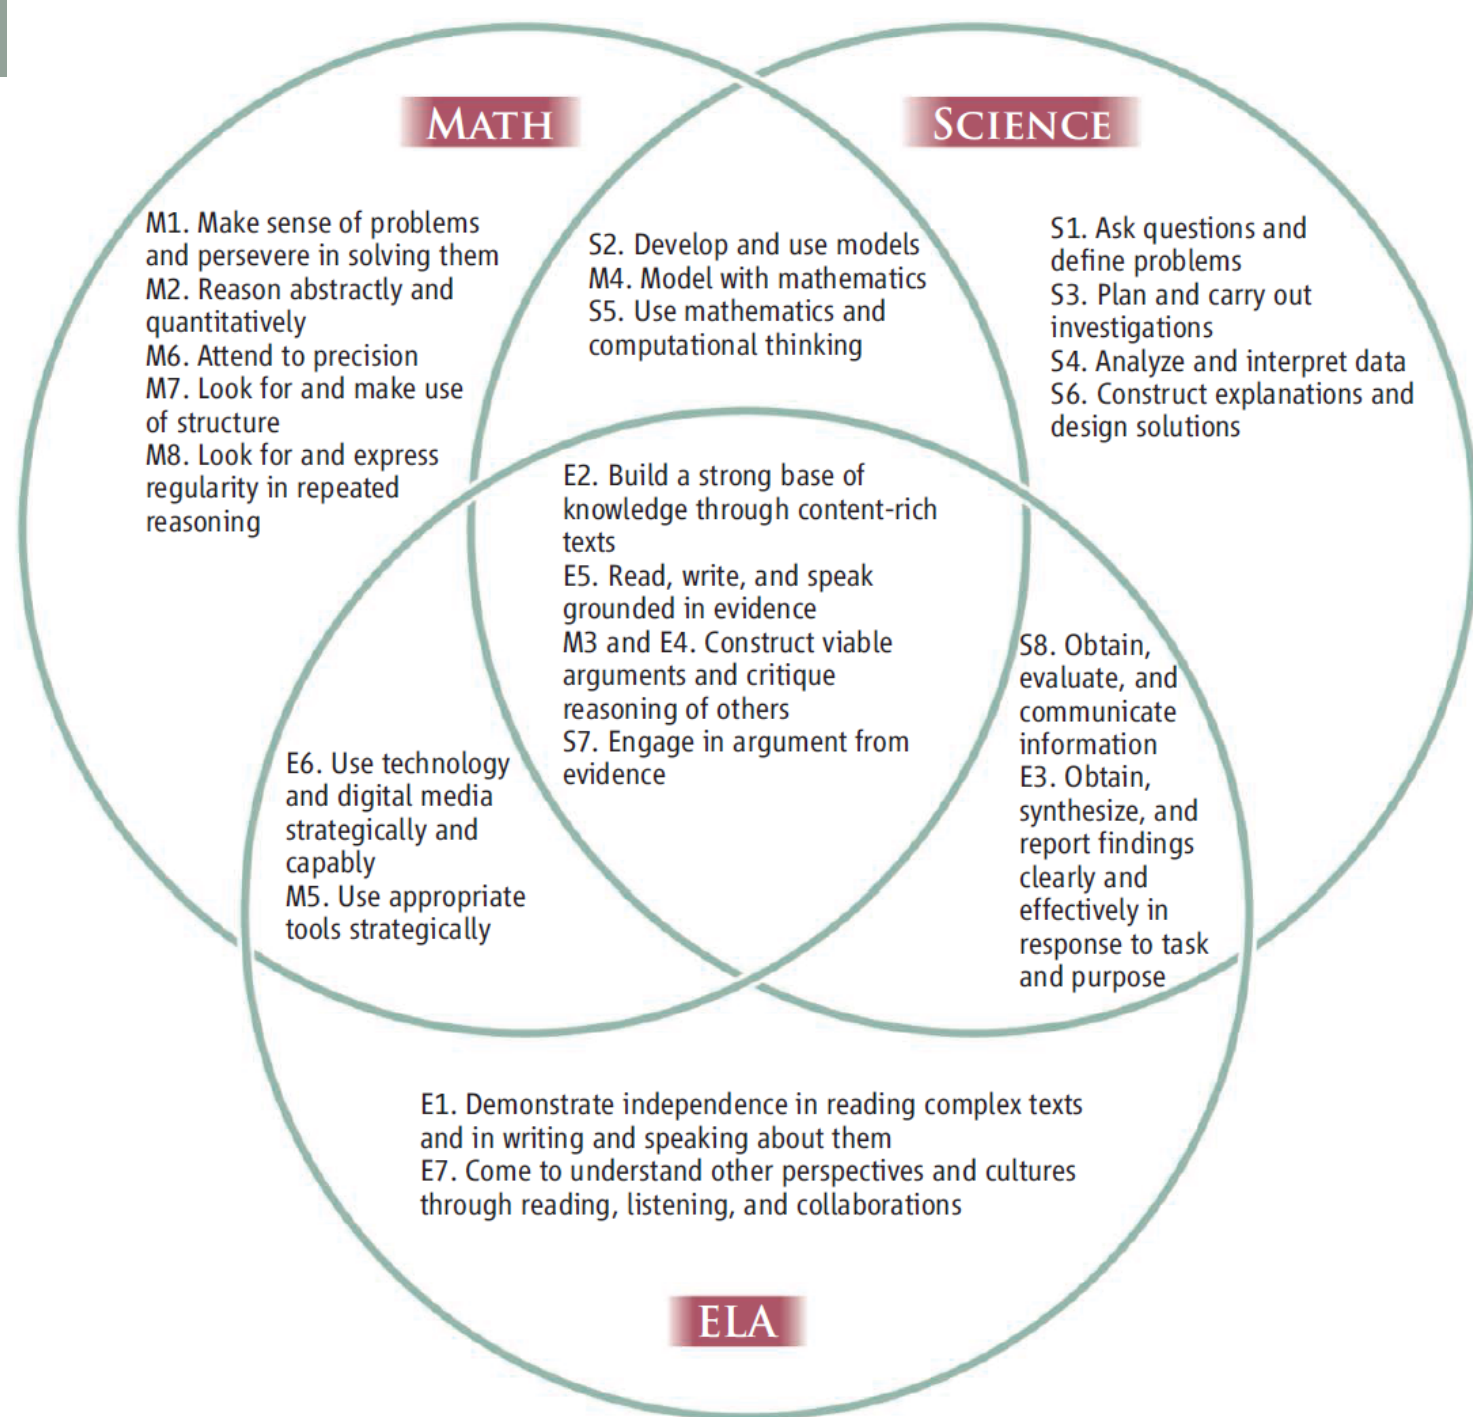 MATH
SCIENCE
M1. Make sense of problems
and persevere in solving them
M2. Reason abstractly and
quantitatively
M6. Attend to precision
M7. Look for and make use
of structure
M8. Look for and express
regularity in repeated
reasoning
S2. Develop and use models
M4. Model with mathematics
S5. Use mathematics and
computational thinking
S1. Ask questions and
define problems
S3. Plan and carry out
investigations
S4. Analyze and interpret data
S6. Construct explanations and
design solutions
E2. Build a strong base of
knowledge through content-rich
texts
E5. Read, write, and speak
grounded in evidence
M3 and E4. Construct viable
arguments and critique
reasoning of others
S7. Engage in argument from
evidence
E6. Use technology
and digital media
strategically and
capably
M5. Use appropriate
tools strategically
S8. Obtain,
evaluate, and
communicate
information
E3. Obtain,
synthesize, and
report findings
clearly and
effectively in
response to task
and purpose
E1. Demonstrate independence in reading complex texts
and in writing and speaking about them
E7. Come to understand other perspectives and cultures
through reading, listening, and collaborations
ELA